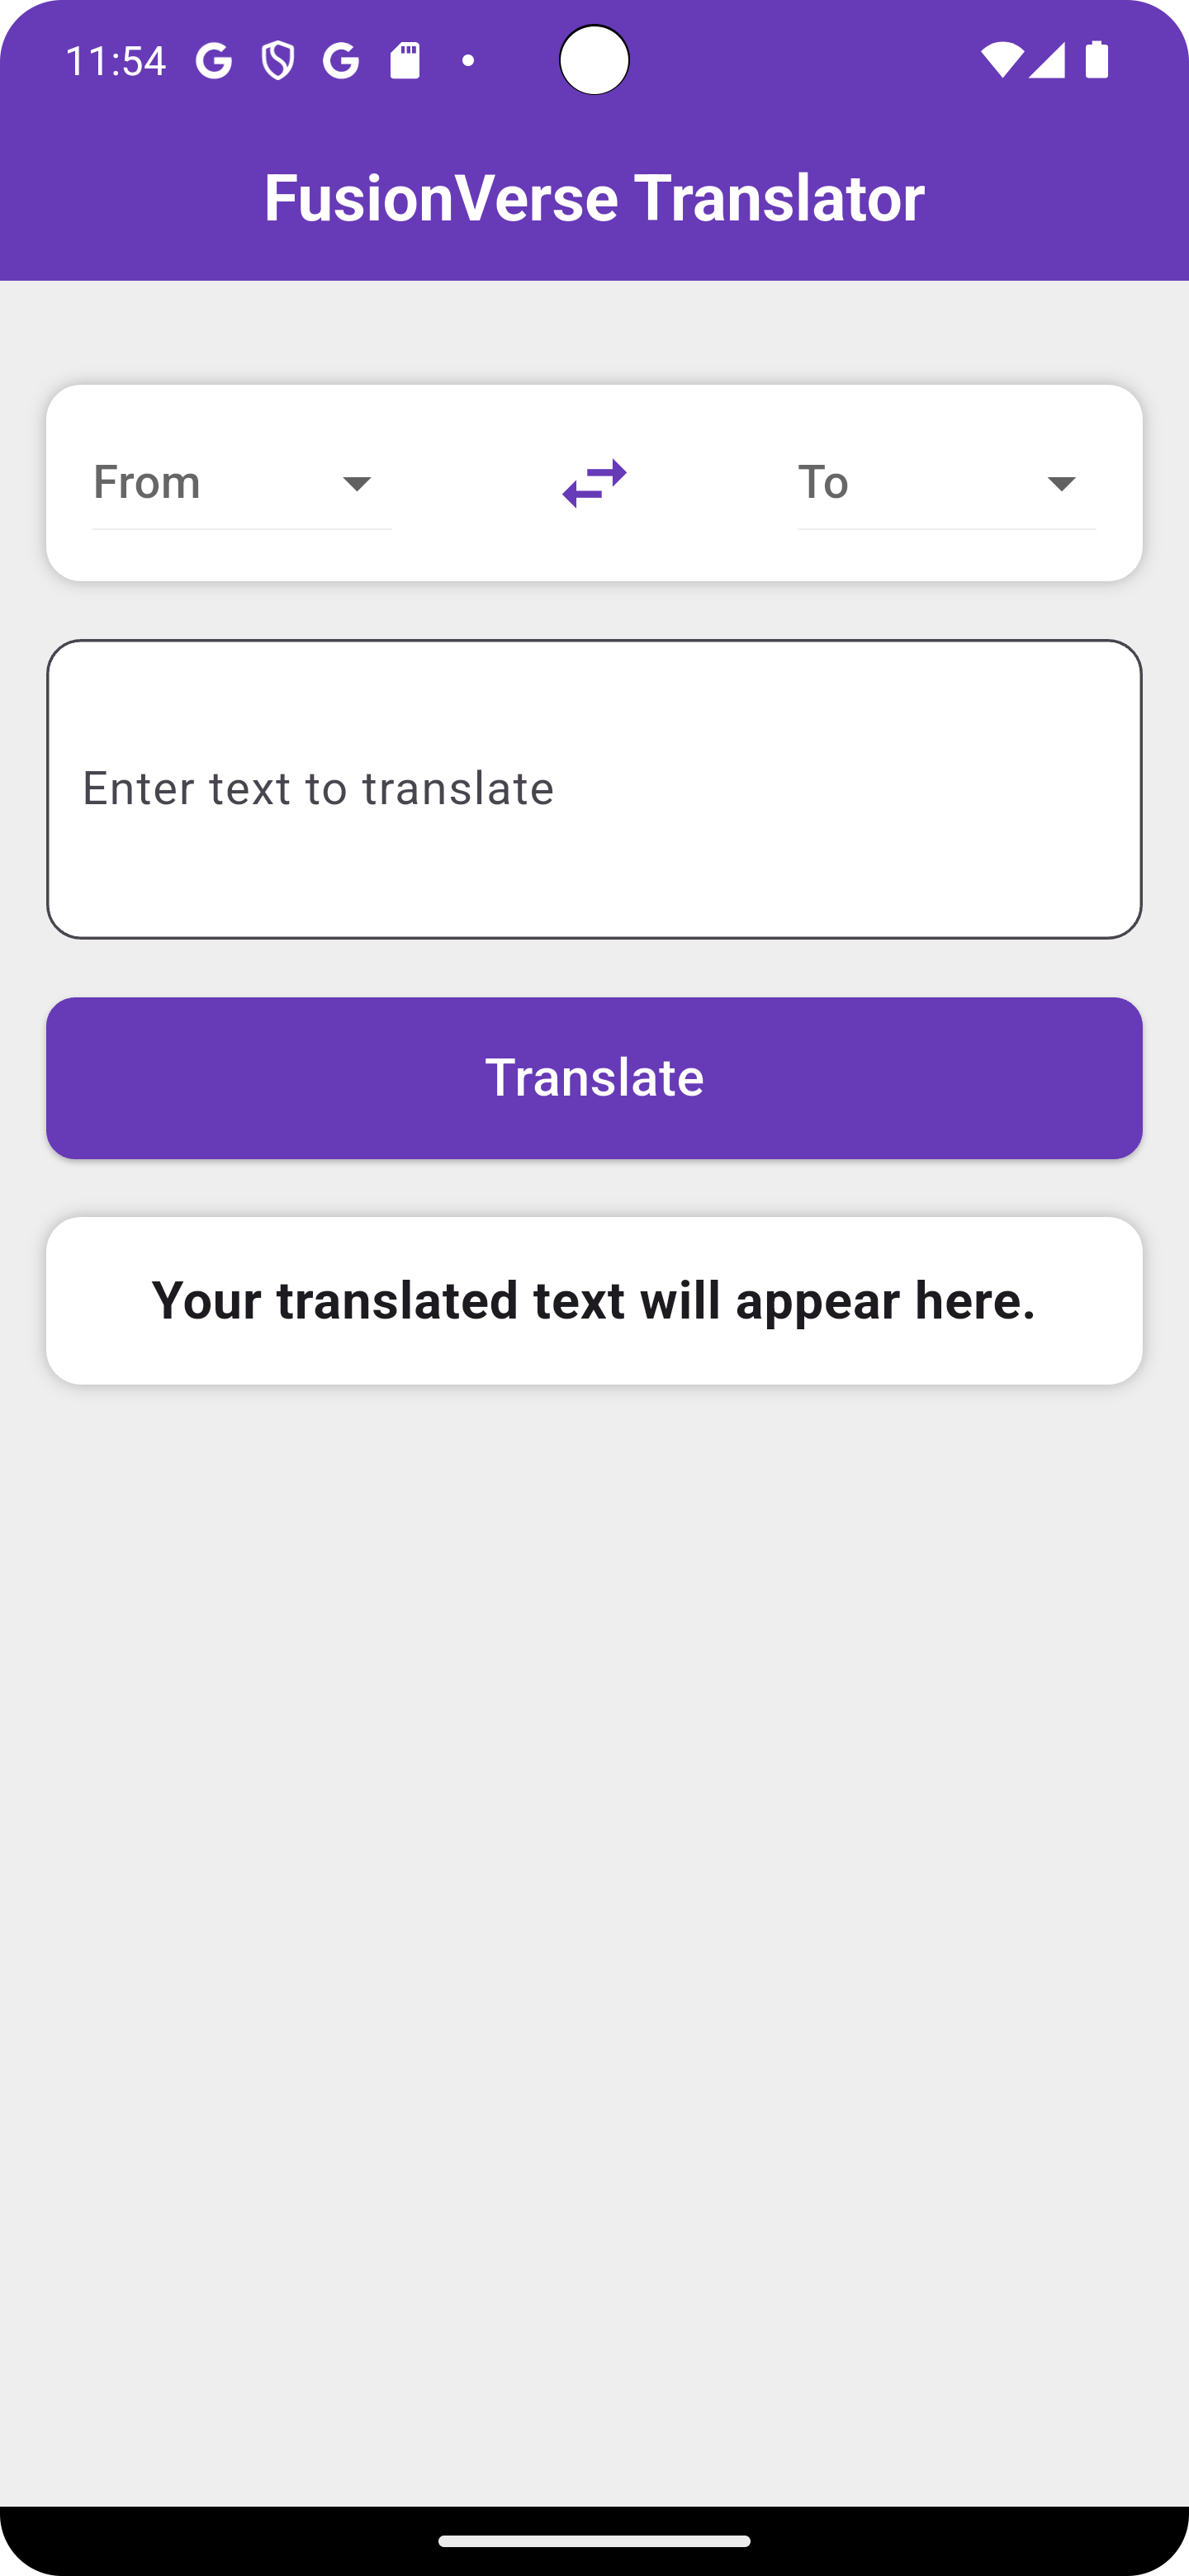 11:54
FusionVerse Translator
From To
Enter text to translate
Translate
Your translated text will appear here.